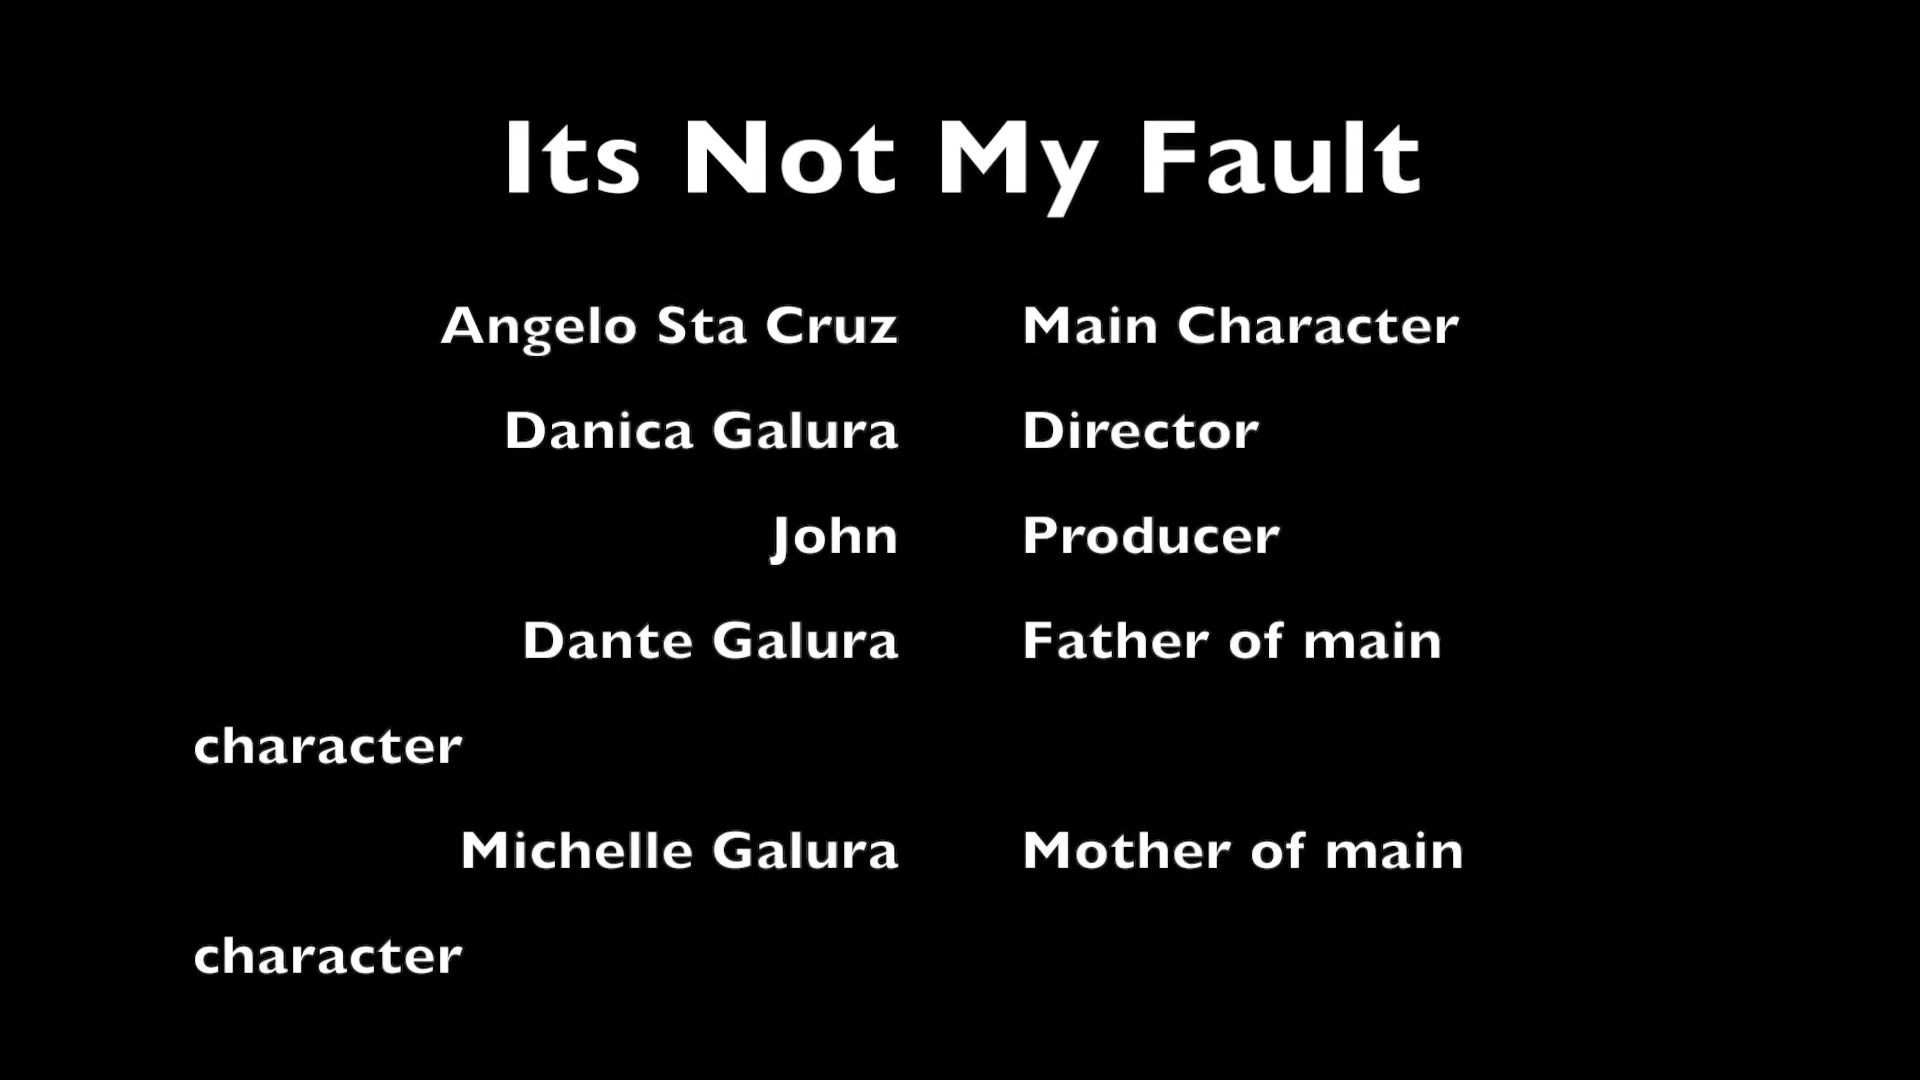 Its Not My Fault
Angelo Sta Cruz Main Character
Danica Galura Director
John Producer
Dante Galura Father of main
character
Michelle Galura Mother of main
character